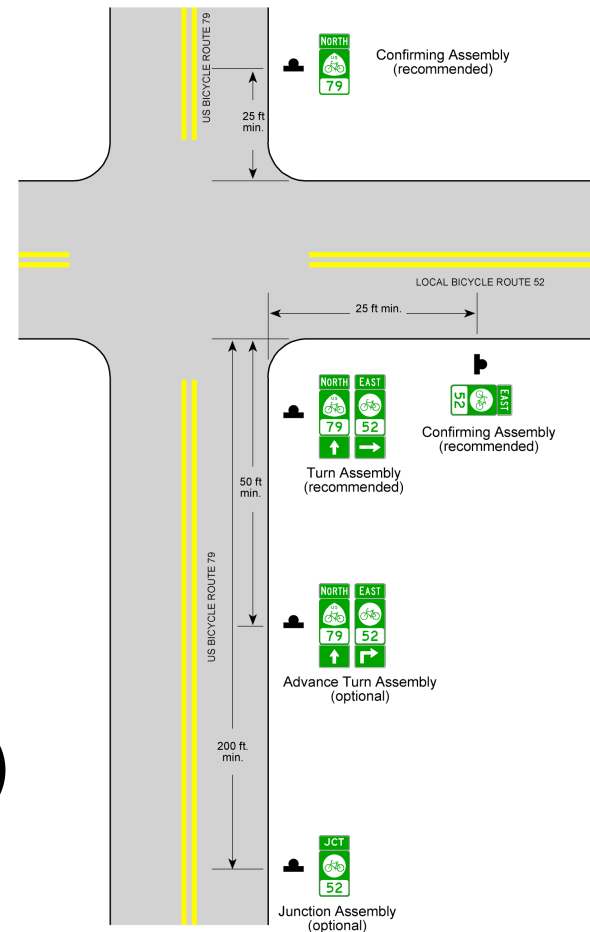 US BICYCLE ROUTE 79
NORTH
US
79
Confirming Assembly
(recommended)
25 ft
min.
LOCAL BICYCLE ROUTE 52
25 ft min.
EAST
52
Confirming Assembly
(recommended)
NORTH EAST
US
79 52
Turn Assembly
(recommended)
50 ft
min.
US BICYCLE ROUTE 79
NORTH EAST
US
79 52
Advance Turn Assembly
(optional)
200 ft.
min.
JCT
52
Junction Assembly
(optional)